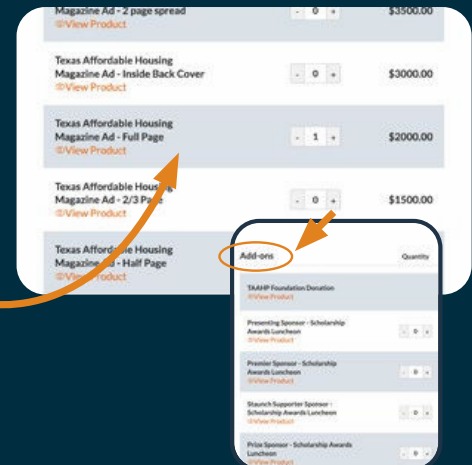 Magazine Ad - 2 page spread
View Product
- 0 +
$3500.00
Texas Affordable Housing
Magazine Ad - Inside Back Cover
View Product
- 0 +
$3000.00
Texas Affordable Housing
Magazine Ad - Full Page
View Product
- 1 +
$2000.00
Texas Affordable Housing
Magazine Ad - 2/3 Page
View Product
- 0 +
$1500.00
Texas Affordable Housing
Magazine Ad - Half Page
View Product
Add-ons
Quantity
TAAHP Foundation Donation
View Product
Presenting Sponsor - Scholarship
Awards Luncheon
View Product
- 0 +
Premier Sponsor - Scholarship
Awards Luncheon
View Product
- 0 +
Staunch Supporter Sponsor -
Scholarship Awards Luncheon
View Product
- 0 +
Prize Sponsor - Scholarship Awards
Luncheon
View Product
- 0 +